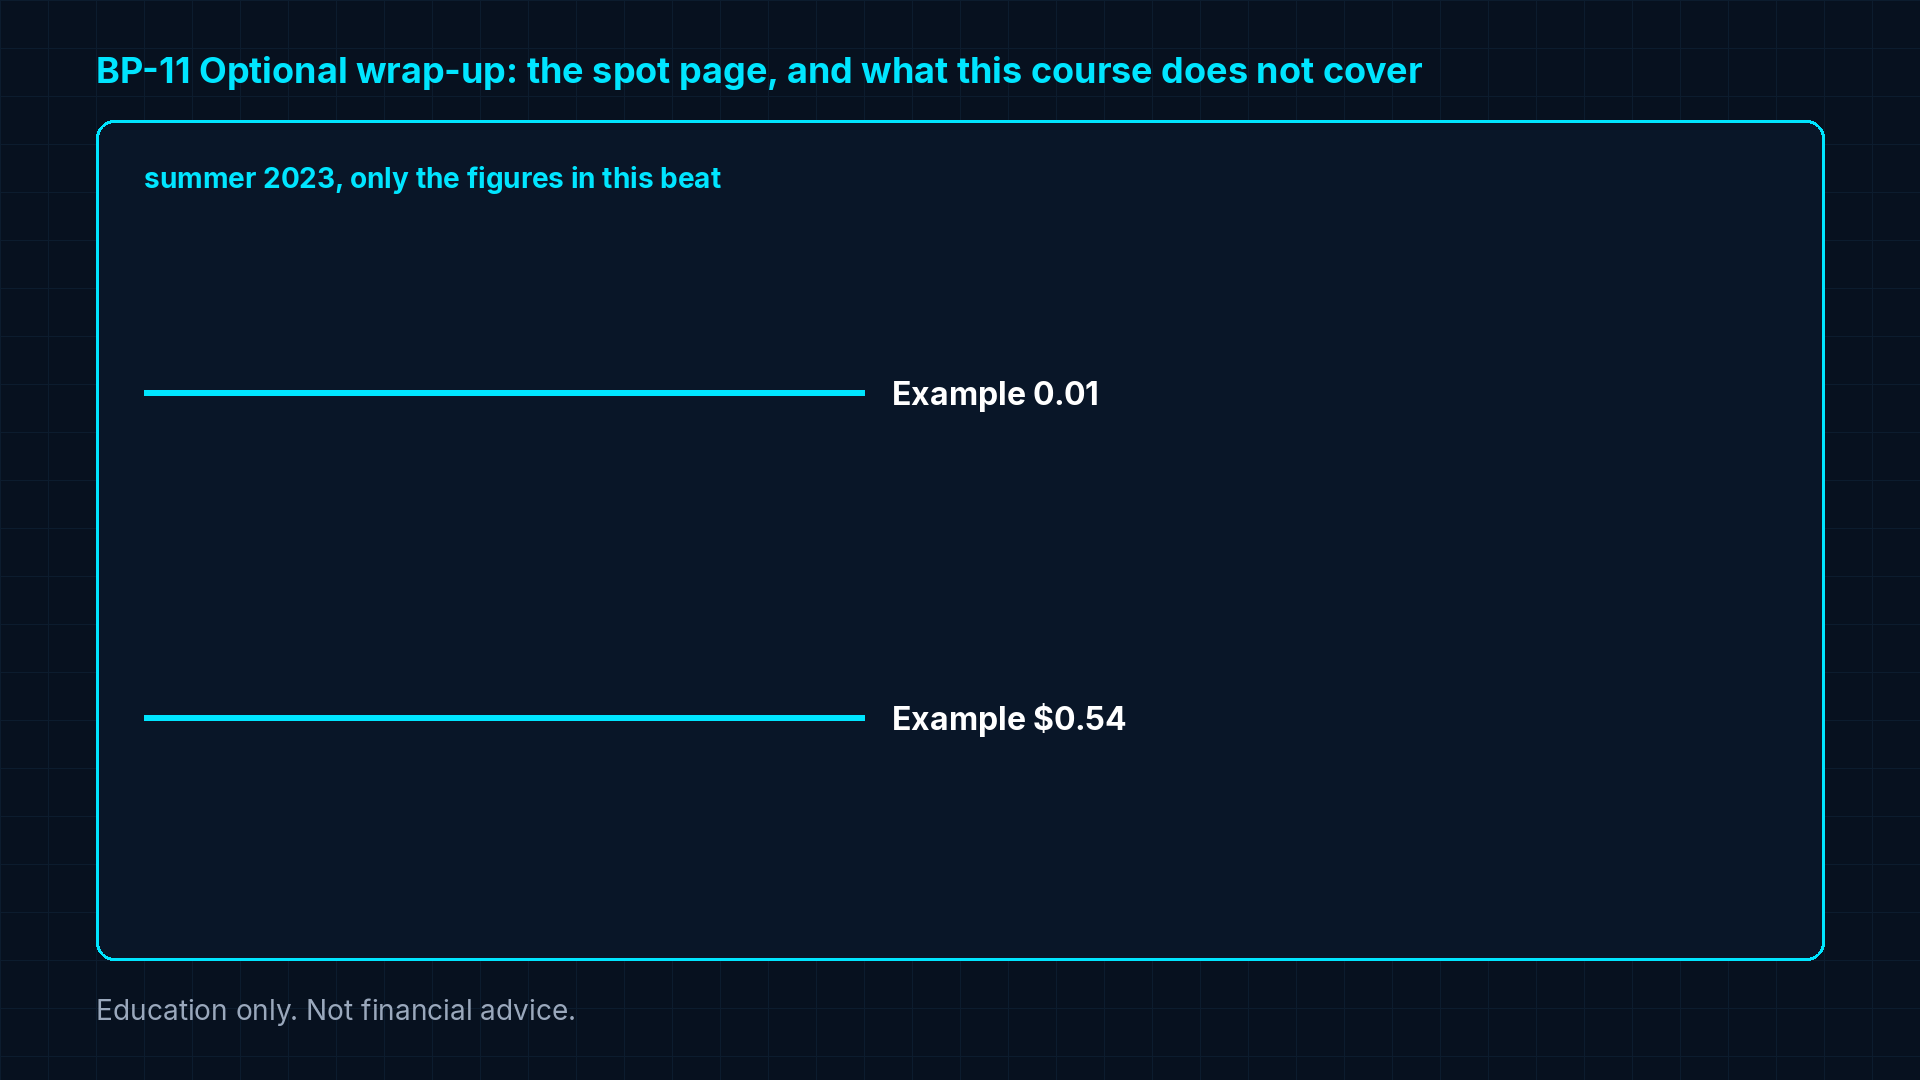 BP-11 Optional wrap-up: the spot page, and what this course does not cover
summer 2023, only the figures in this beat
Example 0.01
Example $0.54
Education only. Not financial advice.